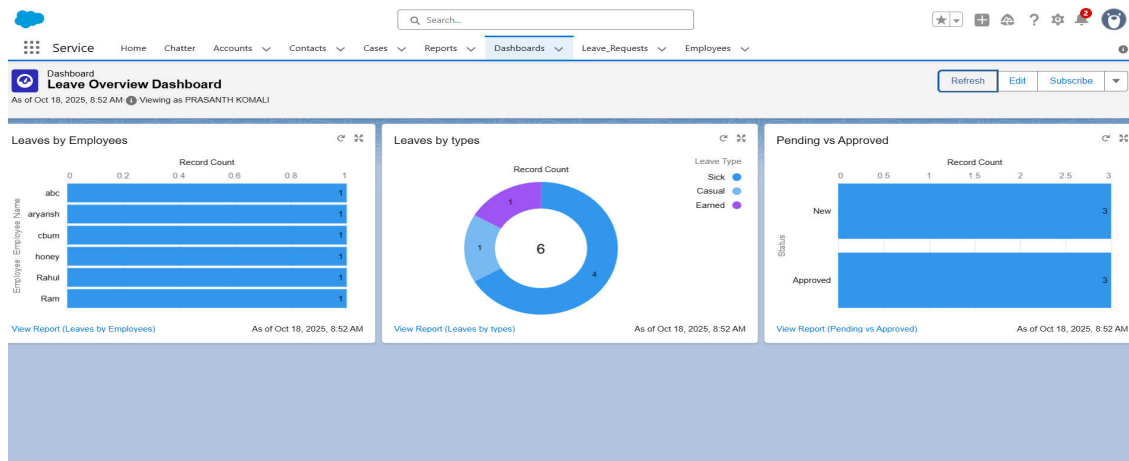 Search...
2
Service Home Chatter Accounts Contacts Cases Reports Dashboards Leave_Requests Employees
Dashboard
Leave Overview Dashboard
As of Oct 18, 2025, 8:52 AM Viewing as PRASANTH KOMALI
Refresh Edit Subscribe
Leaves by Employees
Record Count
0 0.2 0.4 0.6 0.8 1
Employee: Employee Name
abc 1
aryansh 1
cbum 1
honey 1
Rahul 1
Ram 1
View Report (Leaves by Employees) As of Oct 18, 2025, 8:52 AM
Leaves by types
Record Count
Leave Type
Sick
Casual
Earned
1
1
6
4
View Report (Leaves by types) As of Oct 18, 2025, 8:52 AM
Pending vs Approved
Record Count
0 0.5 1 1.5 2 2.5 3
Status
New 3
Approved 3
View Report (Pending vs Approved) As of Oct 18, 2025, 8:52 AM